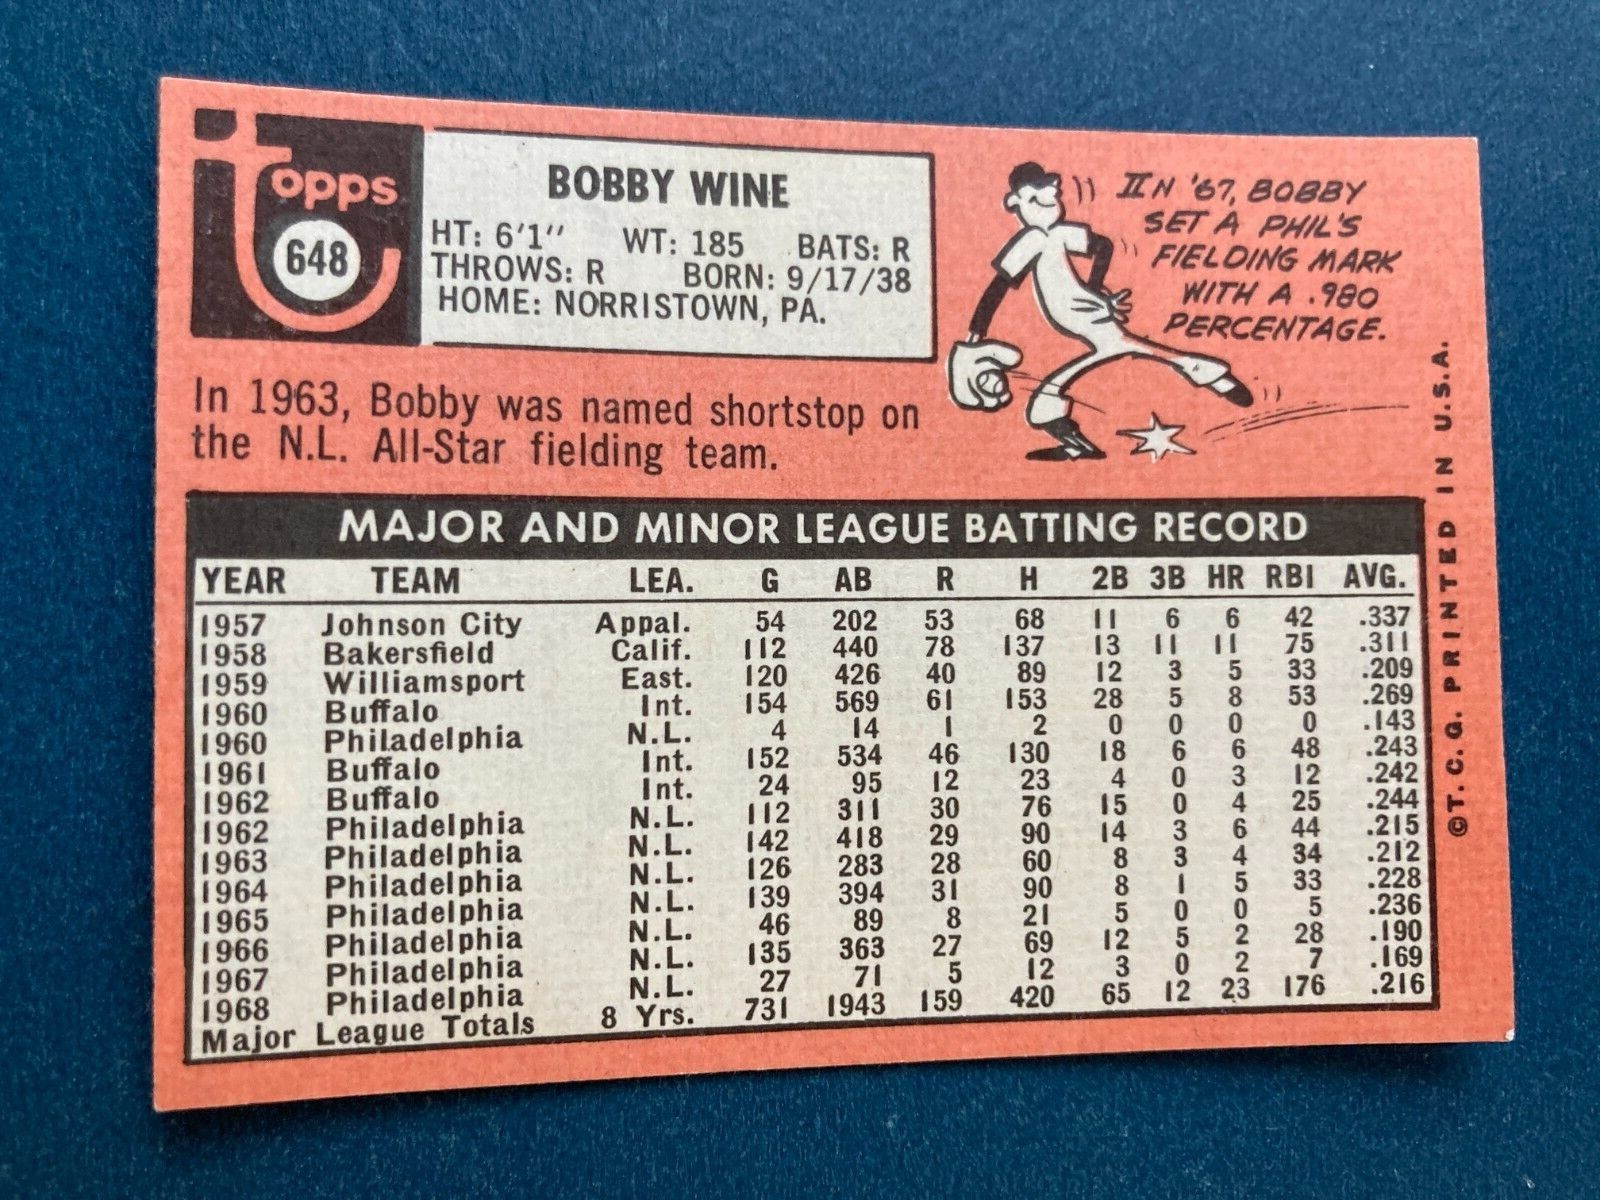 Topps
648
BOBBY WINE
HT: 6'1" WT: 185 BATS: R
THROWS: R BORN: 9/17/38
HOME: NORRISTOWN, PA.
IN '67, BOBBY
SET A PHIL'S
FIELDING MARK
WITH A .980
PERCENTAGE.
In 1963, Bobby was named shortstop on
the N.L. All-Star fielding team.
MAJOR AND MINOR LEAGUE BATTING RECORD
YEAR TEAM LEA. G AB R H 2B 3B HR RBI AVG.
1957 Johnson City Appal. 54 202 53 68 11 6 6 42 .337
1958 Bakersfield Calif. 112 440 78 137 13 11 11 75 .311
1959 Williamsport East. 120 426 40 89 12 3 5 33 .209
1960 Buffalo Int. 154 569 61 153 28 5 8 53 .269
1960 Philadelphia N.L. 4 14 1 2 0 0 0 0 .143
1961 Buffalo Int. 152 534 46 130 18 6 6 48 .243
1962 Buffalo Int. 24 95 12 23 4 0 3 12 .242
1962 Philadelphia N.L. 112 311 30 76 15 0 4 25 .244
1963 Philadelphia N.L. 142 418 29 90 14 3 6 44 .215
1964 Philadelphia N.L. 126 283 28 60 8 3 4 34 .212
1965 Philadelphia N.L. 139 394 31 90 8 1 5 33 .228
1966 Philadelphia N.L. 46 89 8 21 5 0 0 5 .236
1967 Philadelphia N.L. 135 363 27 69 12 5 2 28 .190
1968 Philadelphia N.L. 27 71 5 12 3 0 2 7 .169
Major League Totals 8 Yrs. 731 1943 159 420 65 12 23 176 .216
©T.C.G. PRINTED IN U.S.A.